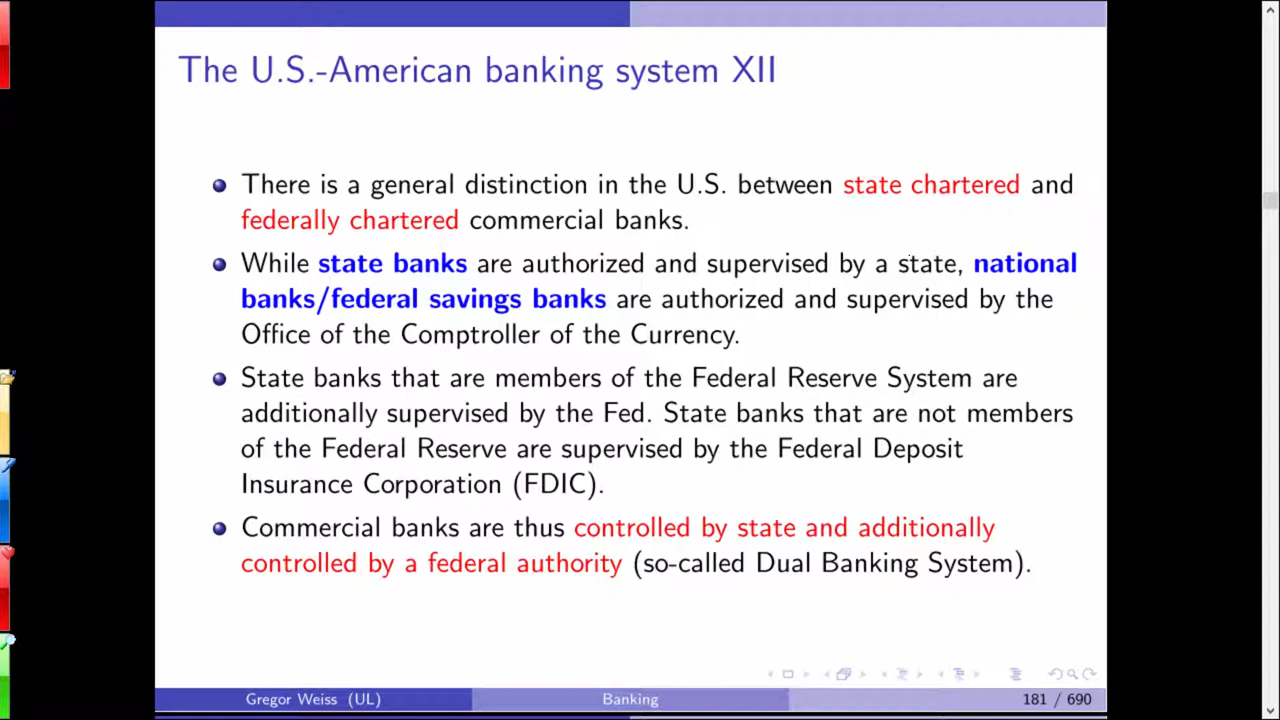 The U.S.-American banking system XII
There is a general distinction in the U.S. between state chartered and
federally chartered commercial banks.
While state banks are authorized and supervised by a state, national
banks/federal savings banks are authorized and supervised by the
Office of the Comptroller of the Currency.
State banks that are members of the Federal Reserve System are
additionally supervised by the Fed. State banks that are not members
of the Federal Reserve are supervised by the Federal Deposit
Insurance Corporation (FDIC).
Commercial banks are thus controlled by state and additionally
controlled by a federal authority (so-called Dual Banking System).
Gregor Weiss (UL) Banking 181 / 690